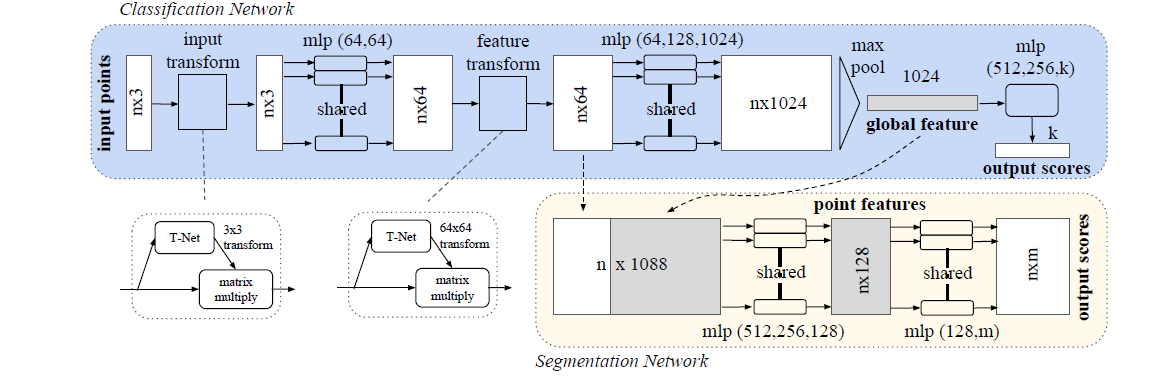 Classification Network
input points
nx3
input
transform
nx3
mlp (64,64)
shared
nx64
feature
transform
nx64
mlp (64,128,1024)
shared
nx1024
max
pool
1024
global feature
mlp
(512,256,k)
k
output scores
T-Net
3x3
transform
matrix
multiply
T-Net
64x64
transform
matrix
multiply
point features
n x 1088
shared
mlp (512,256,128)
nx128
shared
mlp (128,m)
nxm
output scores
Segmentation Network